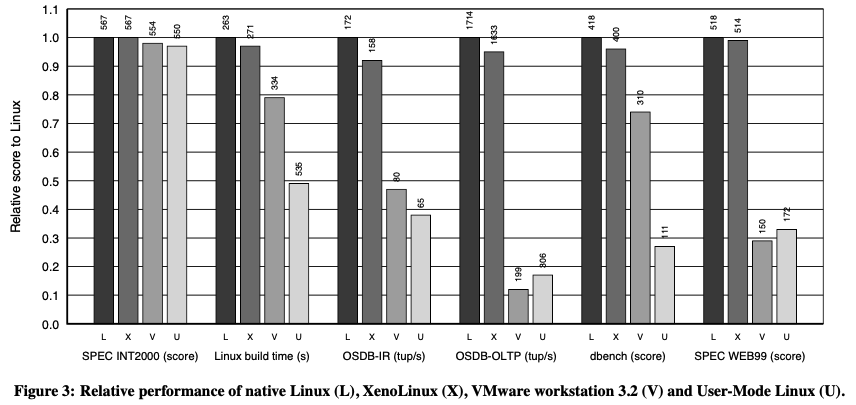 1.1
1.0
0.9
0.8
0.7
0.6
0.5
0.4
0.3
0.2
0.1
0.0
Relative score to Linux
567 567 554 550 263 271 334 535 172 158 80 65 1714 1633 199 306 418 400 310 111 518 514 150 172
L X V U L X V U L X V U L X V U L X V U L X V U
SPEC INT2000 (score) Linux build time (s) OSDB-IR (tup/s) OSDB-OLTP (tup/s) dbench (score) SPEC WEB99 (score)
Figure 3: Relative performance of native Linux (L), XenoLinux (X), VMware workstation 3.2 (V) and User-Mode Linux (U).